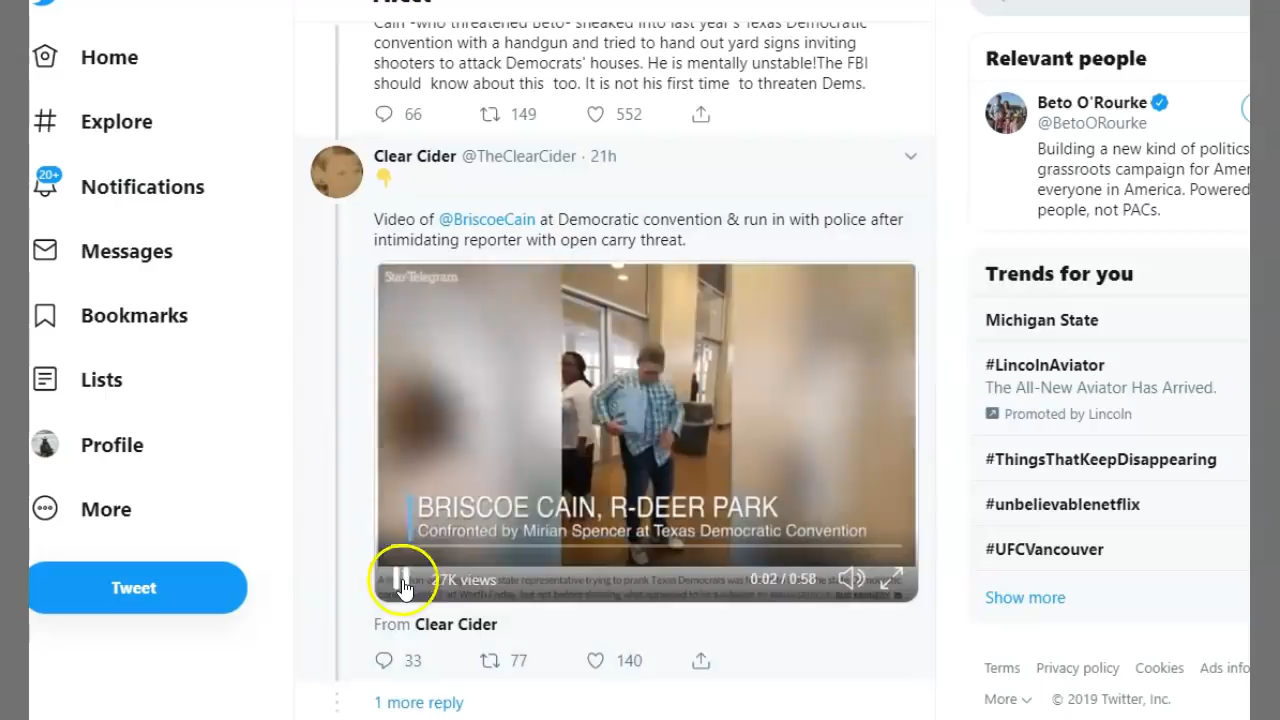 Home
Explore
20+
Notifications
Messages
Bookmarks
Lists
Profile
More
Tweet
Cain -who threatened Beto- sneaked into last year's Texas Democratic
convention with a handgun and tried to hand out yard signs inviting
shooters to attack Democrats' houses. He is mentally unstable!The FBI
should know about this too. It is not his first time to threaten Dems.
66 149 552
Clear Cider @TheClearCider · 21h
Video of @BriscoeCain at Democratic convention & run in with police after
intimidating reporter with open carry threat.
StarTelegram
BRISCOE CAIN, R-DEER PARK
Confronted by Mirian Spencer at Texas Democratic Convention
27K views
0:02 / 0:58
From Clear Cider
33 77 140
1 more reply
Relevant people
Beto O'Rourke
@BetoORourke
Building a new kind of politics
grassroots campaign for Amer
everyone in America. Powered
people, not PACs.
Trends for you
Michigan State
#LincolnAviator
The All-New Aviator Has Arrived.
Promoted by Lincoln
#ThingsThatKeepDisappearing
#unbelievablenetflix
#UFCVancouver
Show more
Terms Privacy policy Cookies Ads info
More © 2019 Twitter, Inc.